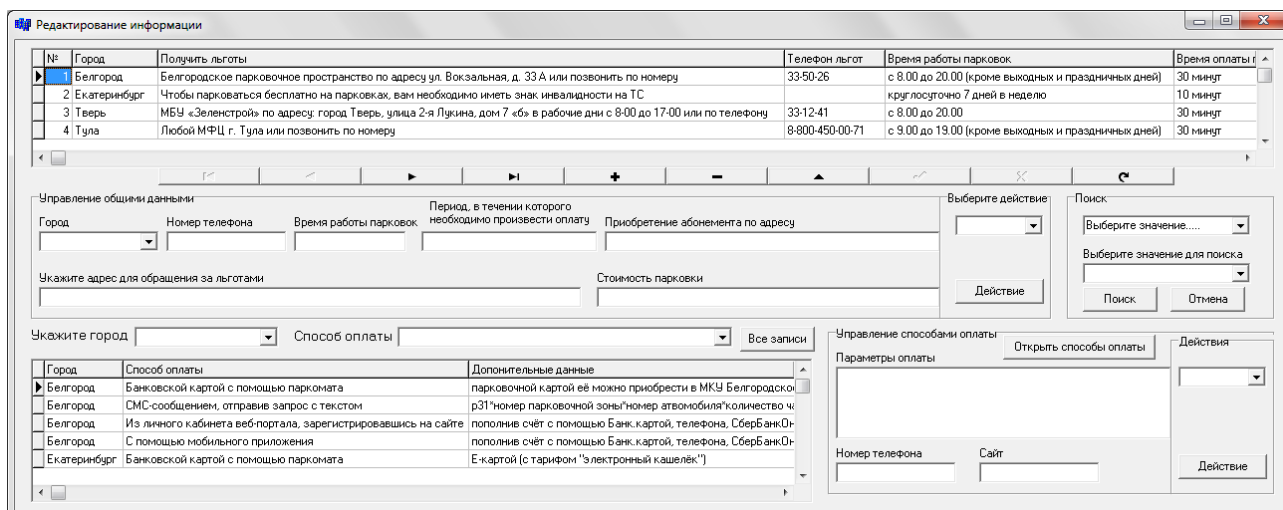 Редактирование информации
№ Город Получить льготы Телефон льгот Время работы парковок Время оплаты г
1 Белгород Белгородское парковочное пространство по адресу ул. Вокзальная, д. 33 А или позвонить по номеру 33-50-26 с 8.00 до 20.00 (кроме выходных и праздничных дней) 30 минут
2 Екатеринбург Чтобы парковаться бесплатно на парковках, вам необходимо иметь знак инвалидности на ТС круглосуточно 7 дней в неделю 10 минут
3 Тверь МБУ «Зеленстрой» по адресу: город Тверь, улица 2-я Лукина, дом 7 «б» в рабочие дни с 8-00 до 17-00 или по телефону 33-12-41 с 8.00 до 20.00 30 минут
4 Тула Любой МФЦ г. Тула или позвонить по номеру 8-800-450-00-71 с 9.00 до 19.00 (кроме выходных и праздничных дней) 30 минут
Управление общими данными Выберите действие Поиск
Период, в течении которого
Город Номер телефона Время работы парковок необходимо произвести оплату Приобретение абонемента по адресу
Выберите значение.....
Выберите значение для поиска
Укажите адрес для обращения за льготами Стоимость парковки
Действие Поиск Отмена
Укажите город Способ оплаты Все записи
Управление способами оплаты Открыть способы оплаты Действия
Параметры оплаты
Город Способ оплаты Допонительные данные
Белгород Банковской картой с помощью паркомата парковочной картой её можно приобрести в МКУ Белгородско
Белгород СМС-сообщением, отправив запрос с текстом р31*номер парковочной зоны*номер атвомобиля*количество ча
Белгород Из личного кабинета веб-портала, зарегистрировавшись на сайте пополнив счёт с помощью Банк.картой, телефона, СберБанкОн
Белгород С помощью мобильного приложения пополнив счёт с помощью Банк.картой, телефона, СберБанкОн
Екатеринбург Банковской картой с помощью паркомата Е-картой (с тарифом "электронный кашелёк")
Номер телефона Сайт
Действие